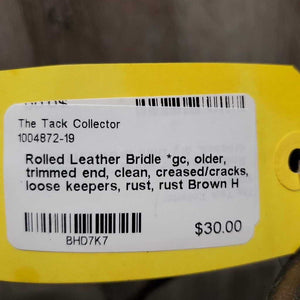 The Tack Collector
1004872-19
Rolled Leather Bridle *gc, older,
trimmed end, clean, creased/cracks,
loose keepers, rust, rust Brown H
$30.00
BHD7K7